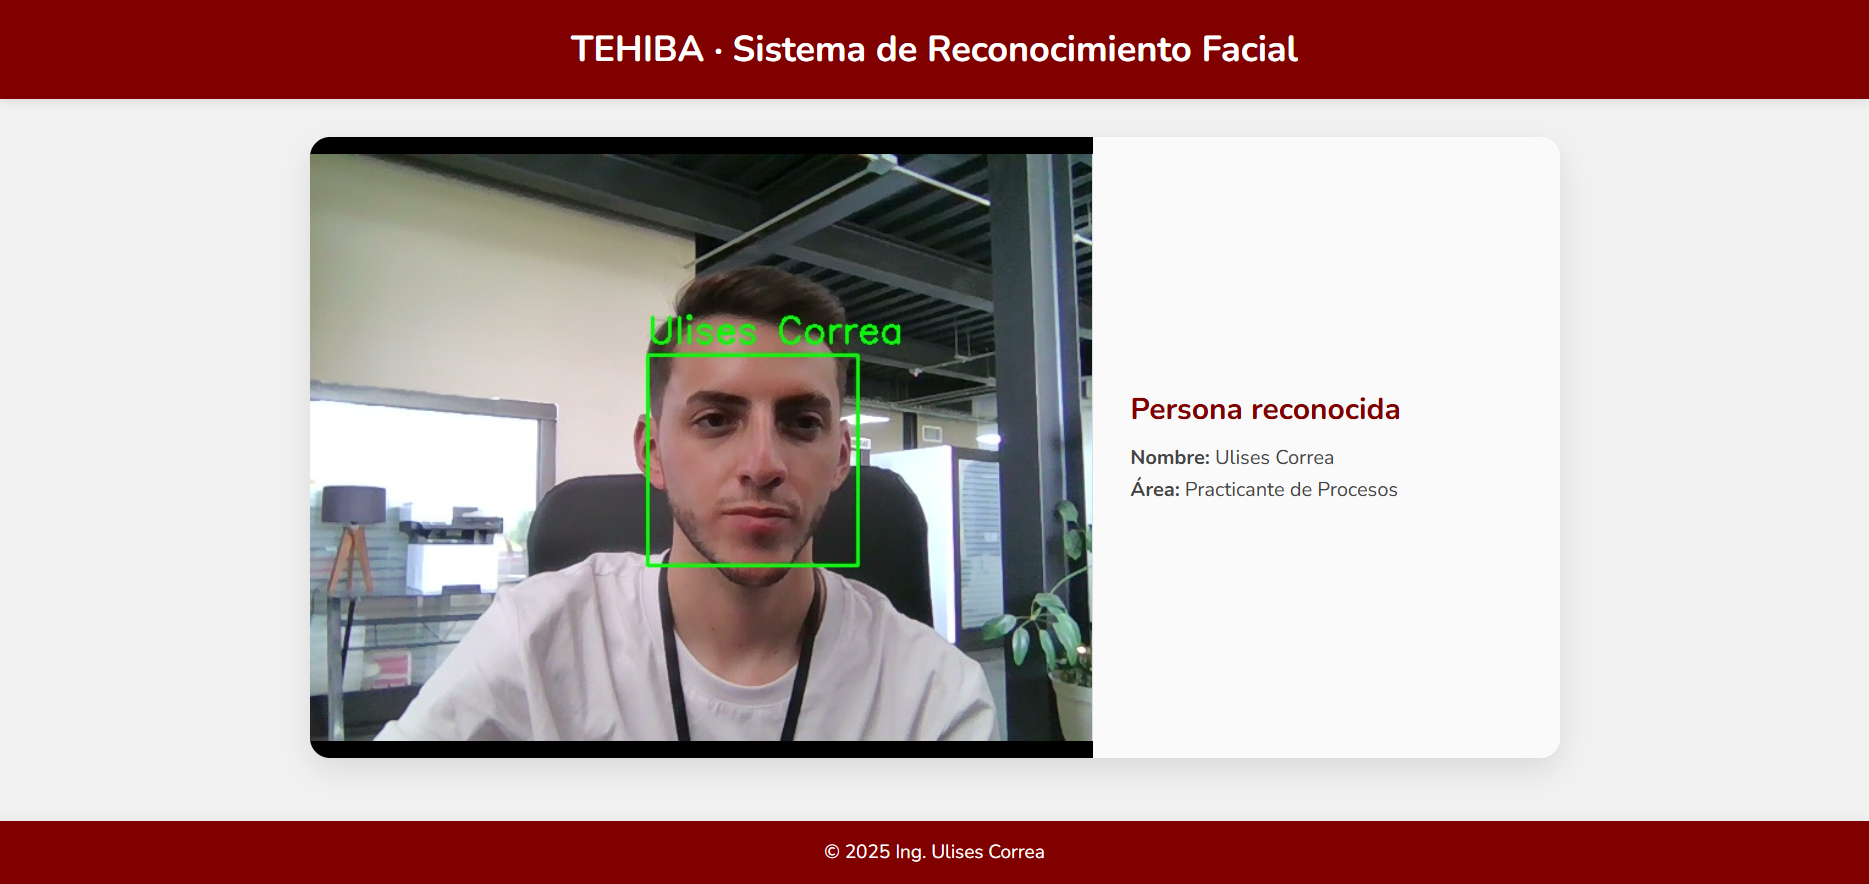 TEHIBA · Sistema de Reconocimiento Facial
Ulises Correa
Persona reconocida
Nombre: Ulises Correa
Área: Practicante de Procesos
© 2025 Ing. Ulises Correa